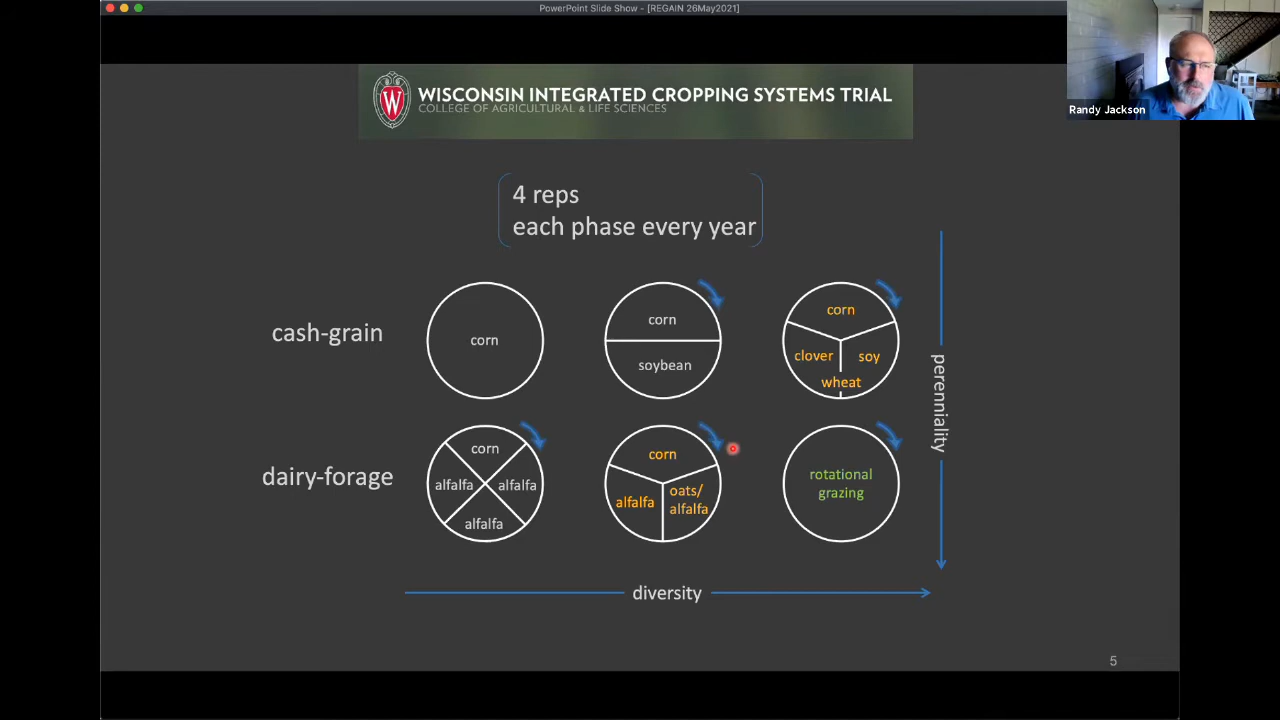 PowerPoint Slide Show - [REGAIN 26May2021]
Randy Jackson
W
WISCONSIN INTEGRATED CROPPING SYSTEMS TRIAL
COLLEGE OF AGRICULTURAL & LIFE SCIENCES
4 reps
each phase every year
cash-grain
corn
corn
soybean
corn
clover
soy
wheat
perenniality
dairy-forage
corn
alfalfa
alfalfa
alfalfa
corn
alfalfa
oats/
alfalfa
rotational
grazing
diversity
5